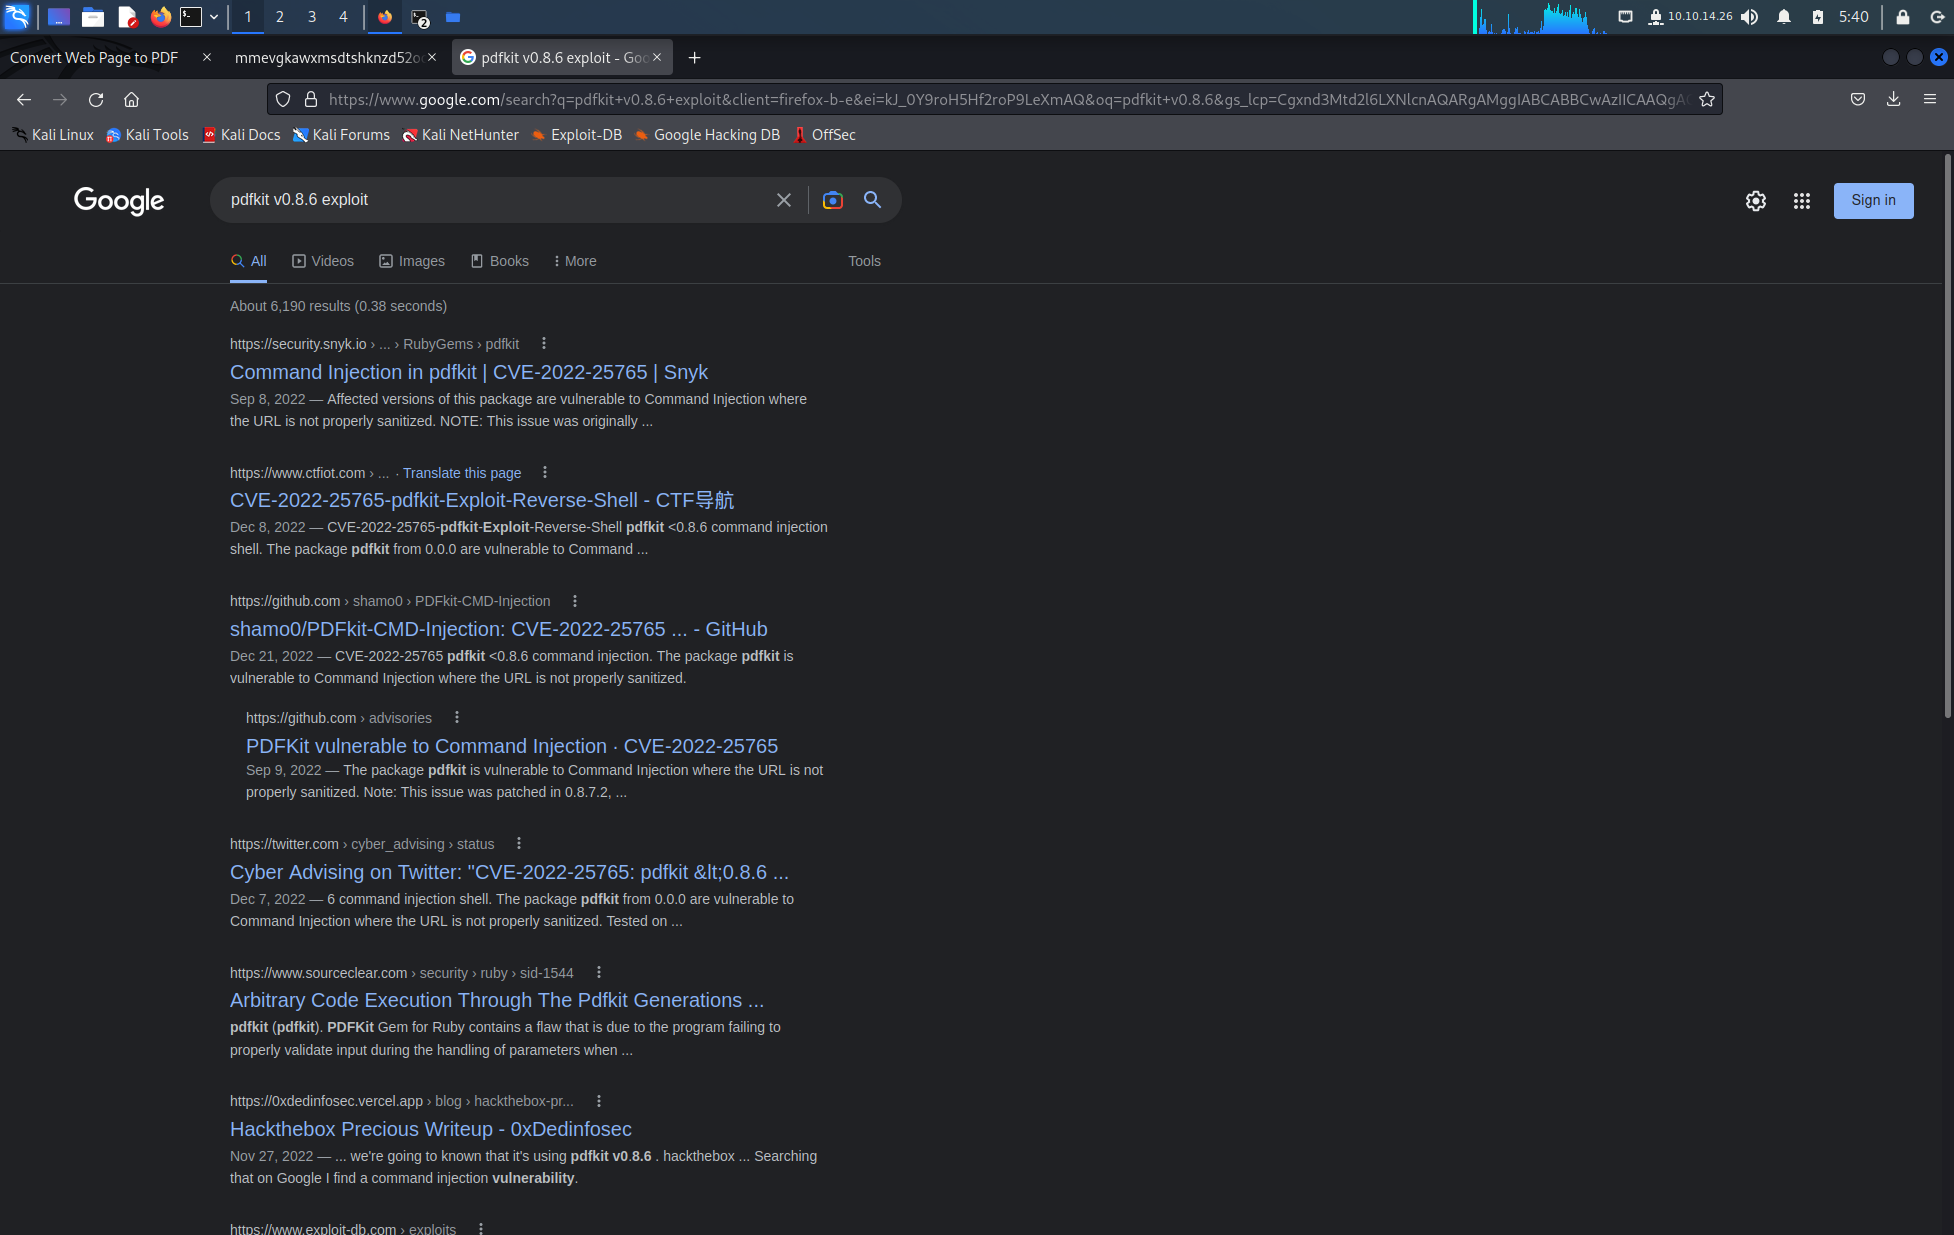 1 2 3 4 2 10.10.14.26 5:40
Convert Web Page to PDF
mmevgkawxmsdtshknzd52o
pdfkit v0.8.6 exploit - Goo
https://www.google.com/search?q=pdfkit+v0.8.6+exploit&client=firefox-b-e&ei=kJ_0Y9roH5Hf2roP9LeXmAQ&oq=pdfkit+v0.8.6&gs_lcp=Cgxnd3Mtd2l6LXNlcnAQARgAMggIABCABBCwAzIICAAQgA
Kali Linux Kali Tools Kali Docs Kali Forums Kali NetHunter Exploit-DB Google Hacking DB OffSec
Google
pdfkit v0.8.6 exploit
Sign in
All Videos Images Books More Tools
About 6,190 results (0.38 seconds)
https://security.snyk.io › ... › RubyGems › pdfkit
Command Injection in pdfkit | CVE-2022-25765 | Snyk
Sep 8, 2022 — Affected versions of this package are vulnerable to Command Injection where
the URL is not properly sanitized. NOTE: This issue was originally ...
https://www.ctfiot.com › ... · Translate this page
CVE-2022-25765-pdfkit-Exploit-Reverse-Shell - CTF导航
Dec 8, 2022 — CVE-2022-25765-pdfkit-Exploit-Reverse-Shell pdfkit <0.8.6 command injection
shell. The package pdfkit from 0.0.0 are vulnerable to Command ...
https://github.com › shamo0 › PDFkit-CMD-Injection
shamo0/PDFkit-CMD-Injection: CVE-2022-25765 ... - GitHub
Dec 21, 2022 — CVE-2022-25765 pdfkit <0.8.6 command injection. The package pdfkit is
vulnerable to Command Injection where the URL is not properly sanitized.
https://github.com › advisories
PDFKit vulnerable to Command Injection · CVE-2022-25765
Sep 9, 2022 — The package pdfkit is vulnerable to Command Injection where the URL is not
properly sanitized. Note: This issue was patched in 0.8.7.2, ...
https://twitter.com › cyber_advising › status
Cyber Advising on Twitter: "CVE-2022-25765: pdfkit &lt;0.8.6 ...
Dec 7, 2022 — 6 command injection shell. The package pdfkit from 0.0.0 are vulnerable to
Command Injection where the URL is not properly sanitized. Tested on ...
https://www.sourceclear.com › security › ruby › sid-1544
Arbitrary Code Execution Through The Pdfkit Generations ...
pdfkit (pdfkit). PDFKit Gem for Ruby contains a flaw that is due to the program failing to
properly validate input during the handling of parameters when ...
https://0xdedinfosec.vercel.app › blog › hackthebox-pr...
Hackthebox Precious Writeup - 0xDedinfosec
Nov 27, 2022 — ... we're going to known that it's using pdfkit v0.8.6 . hackthebox ... Searching
that on Google I find a command injection vulnerability.
https://www.exploit-db.com › exploits